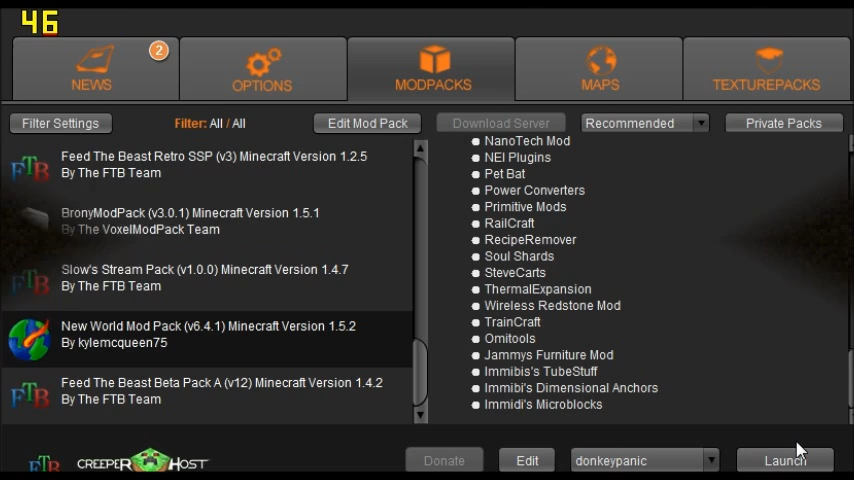 46
2
NEWS
OPTIONS
MODPACKS
MAPS
TEXTUREPACKS
Filter Settings
Filter: All / All
Edit Mod Pack
Download Server
Recommended
Private Packs
Feed The Beast Retro SSP (v3) Minecraft Version 1.2.5
By The FTB Team
BronyModPack (v3.0.1) Minecraft Version 1.5.1
By The VoxelModPack Team
Slow's Stream Pack (v1.0.0) Minecraft Version 1.4.7
By The FTB Team
New World Mod Pack (v6.4.1) Minecraft Version 1.5.2
By kylemcqueen75
Feed The Beast Beta Pack A (v12) Minecraft Version 1.4.2
By The FTB Team
NanoTech Mod
NEI Plugins
Pet Bat
Power Converters
Primitive Mods
RailCraft
RecipeRemover
Soul Shards
SteveCarts
ThermalExpansion
Wireless Redstone Mod
TrainCraft
Omitools
Jammys Furniture Mod
Immibis's TubeStuff
Immibi's Dimensional Anchors
Immidi's Microblocks
FTB
CREEPER HOST
Donate
Edit
donkeypanic
Launch